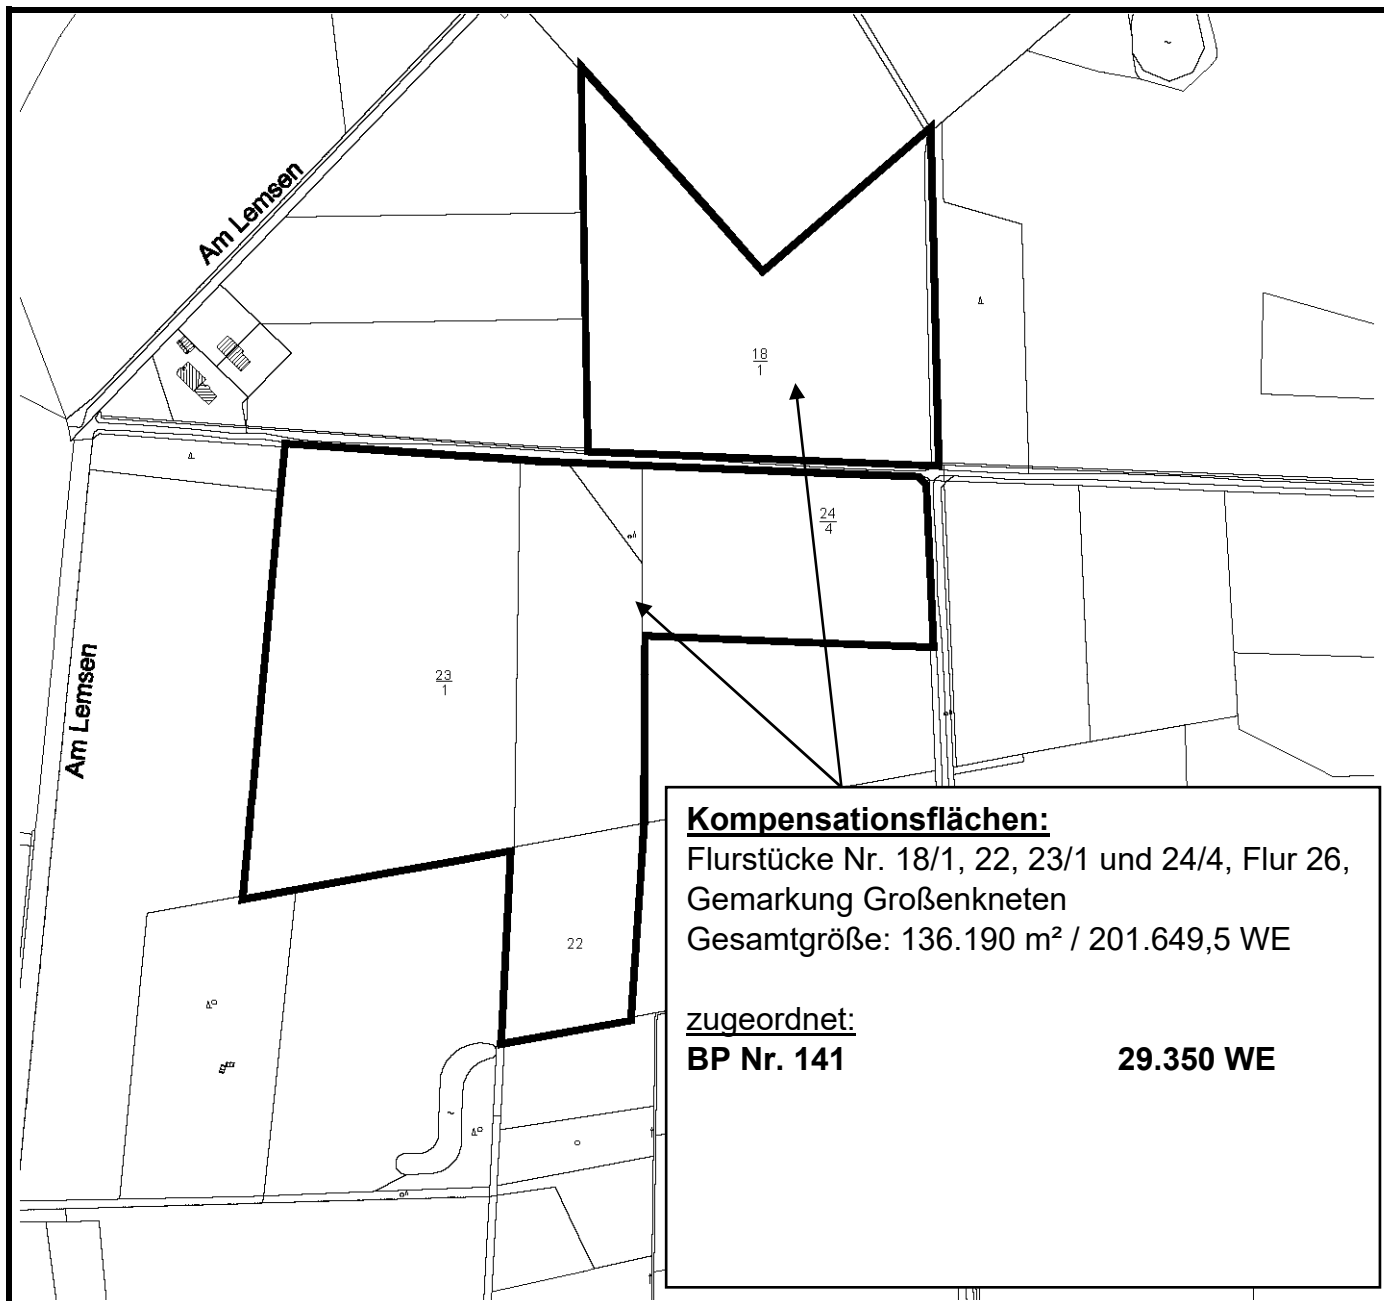 Am Lemsen
18
1
24
4
23
1
Am Lemsen
22
Kompensationsflächen:
Flurstücke Nr. 18/1, 22, 23/1 und 24/4, Flur 26,
Gemarkung Großenkneten
Gesamtgröße: 136.190 m² / 201.649,5 WE
zugeordnet:
BP Nr. 141 29.350 WE